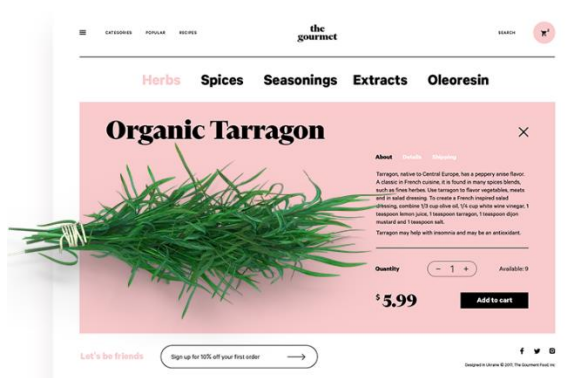 CATEGORIES POPULAR RECIPES
the
gourmet
SEARCH
Herbs Spices Seasonings Extracts Oleoresin
Organic Tarragon
About Details Shipping
Tarragon, native to Central Europe, has a peppery anise flavor.
A classic in French cuisine, it is found in many spices blends,
such as fines herbes. Use tarragon to flavor vegetables, meats
and in salad dressing. To create a French inspired salad
dressing, combine 1/3 cup olive oil, 1/4 cup white wine vinegar, 1
teaspoon lemon juice, 1 teaspoon tarragon, 1 teaspoon dijon
mustard and 1 teaspoon salt.
Tarragon may help with insomnia and may be an antioxidant.
Quantity - 1 + Available: 9
$5.99 Add to cart
Let's be friends Sign up for 10% off your first order
Designed in Ukraine © 2017, The Gourment Food Inc